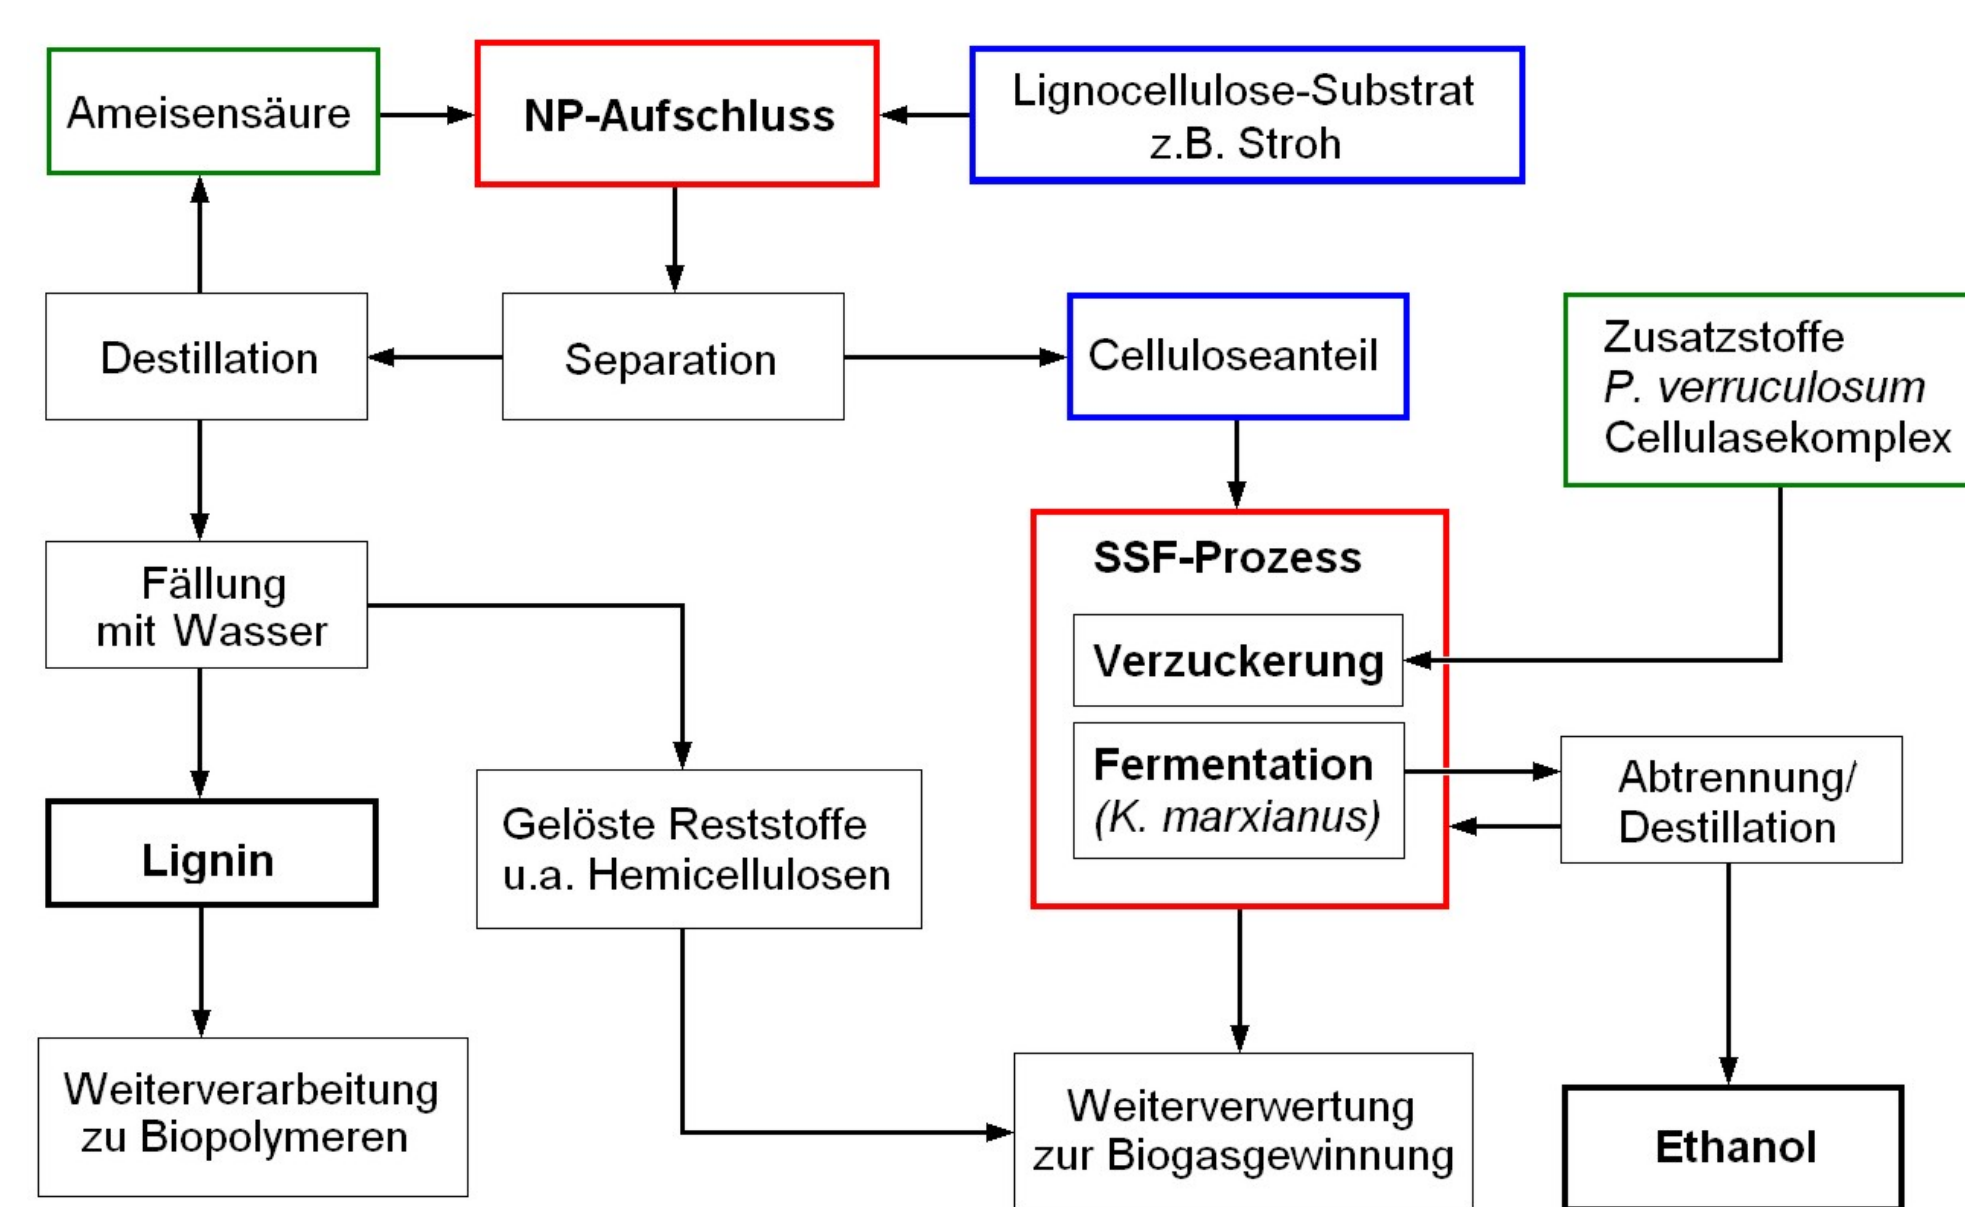 Ameisensäure
NP-Aufschluss
Lignocellulose-Substrat
z.B. Stroh
Destillation
Separation
Celluloseanteil
Zusatzstoffe
P. verruculosum
Cellulasekomplex
Fällung
mit Wasser
SSF-Prozess
Verzuckerung
Fermentation
(K. marxianus)
Abtrennung/
Destillation
Lignin
Gelöste Reststoffe
u.a. Hemicellulosen
Weiterverarbeitung
zu Biopolymeren
Weiterverwertung
zur Biogasgewinnung
Ethanol